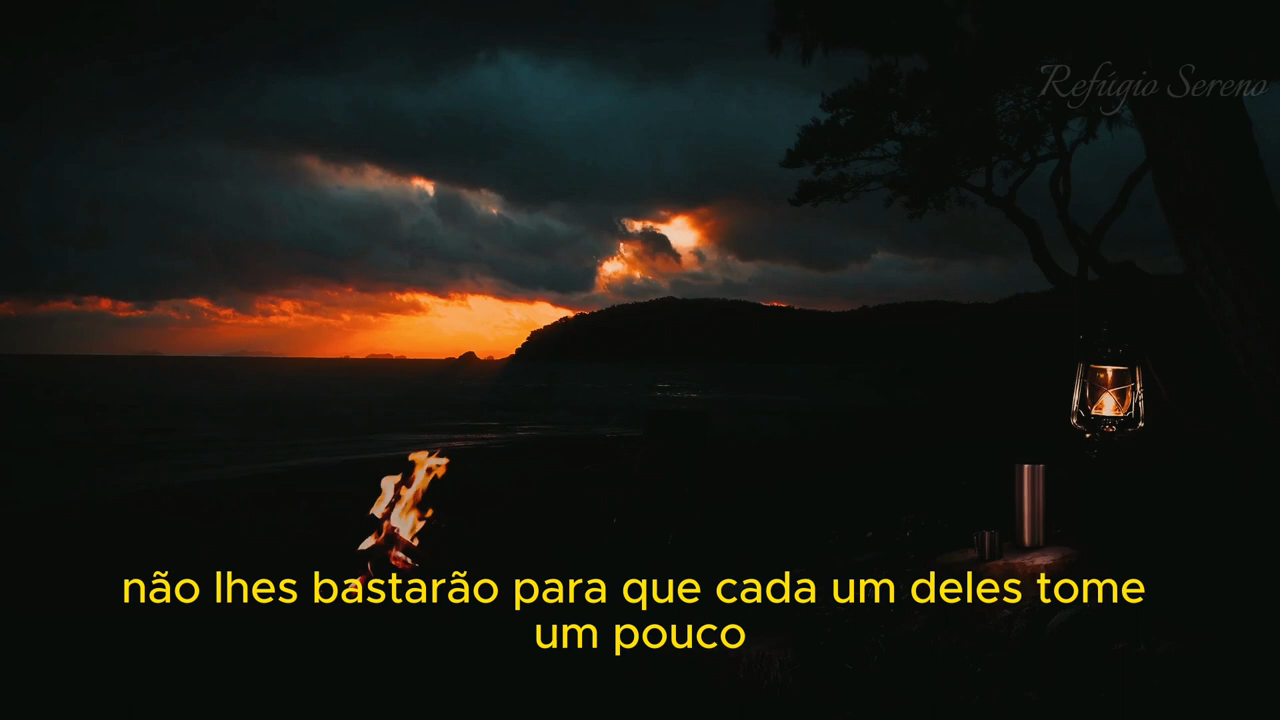 Refúgio Sereno
não lhes bastarão para que cada um deles tome
um pouco